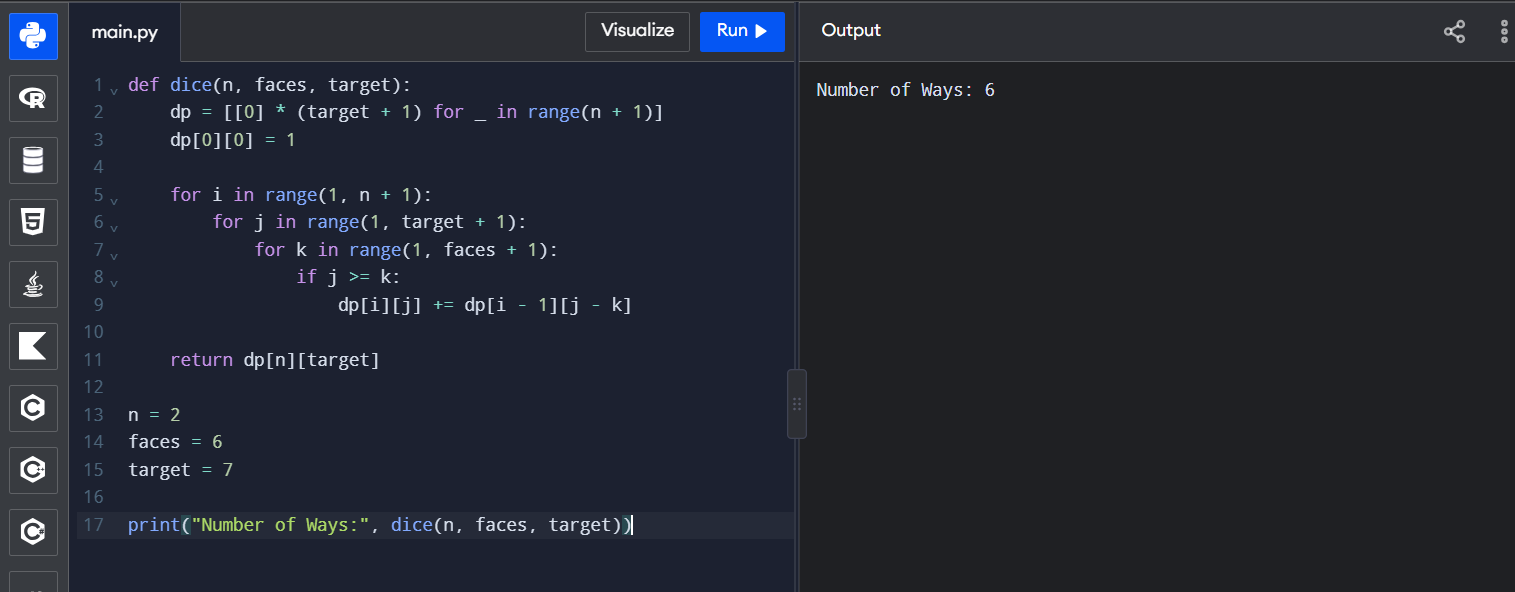 main.py
Visualize
Run
Output
1 def dice(n, faces, target):
2     dp = [[0] * (target + 1) for _ in range(n + 1)]
3     dp[0][0] = 1
4
5     for i in range(1, n + 1):
6         for j in range(1, target + 1):
7             for k in range(1, faces + 1):
8                 if j >= k:
9                     dp[i][j] += dp[i - 1][j - k]
10
11     return dp[n][target]
12
13 n = 2
14 faces = 6
15 target = 7
16
17 print("Number of Ways:", dice(n, faces, target))
Number of Ways: 6